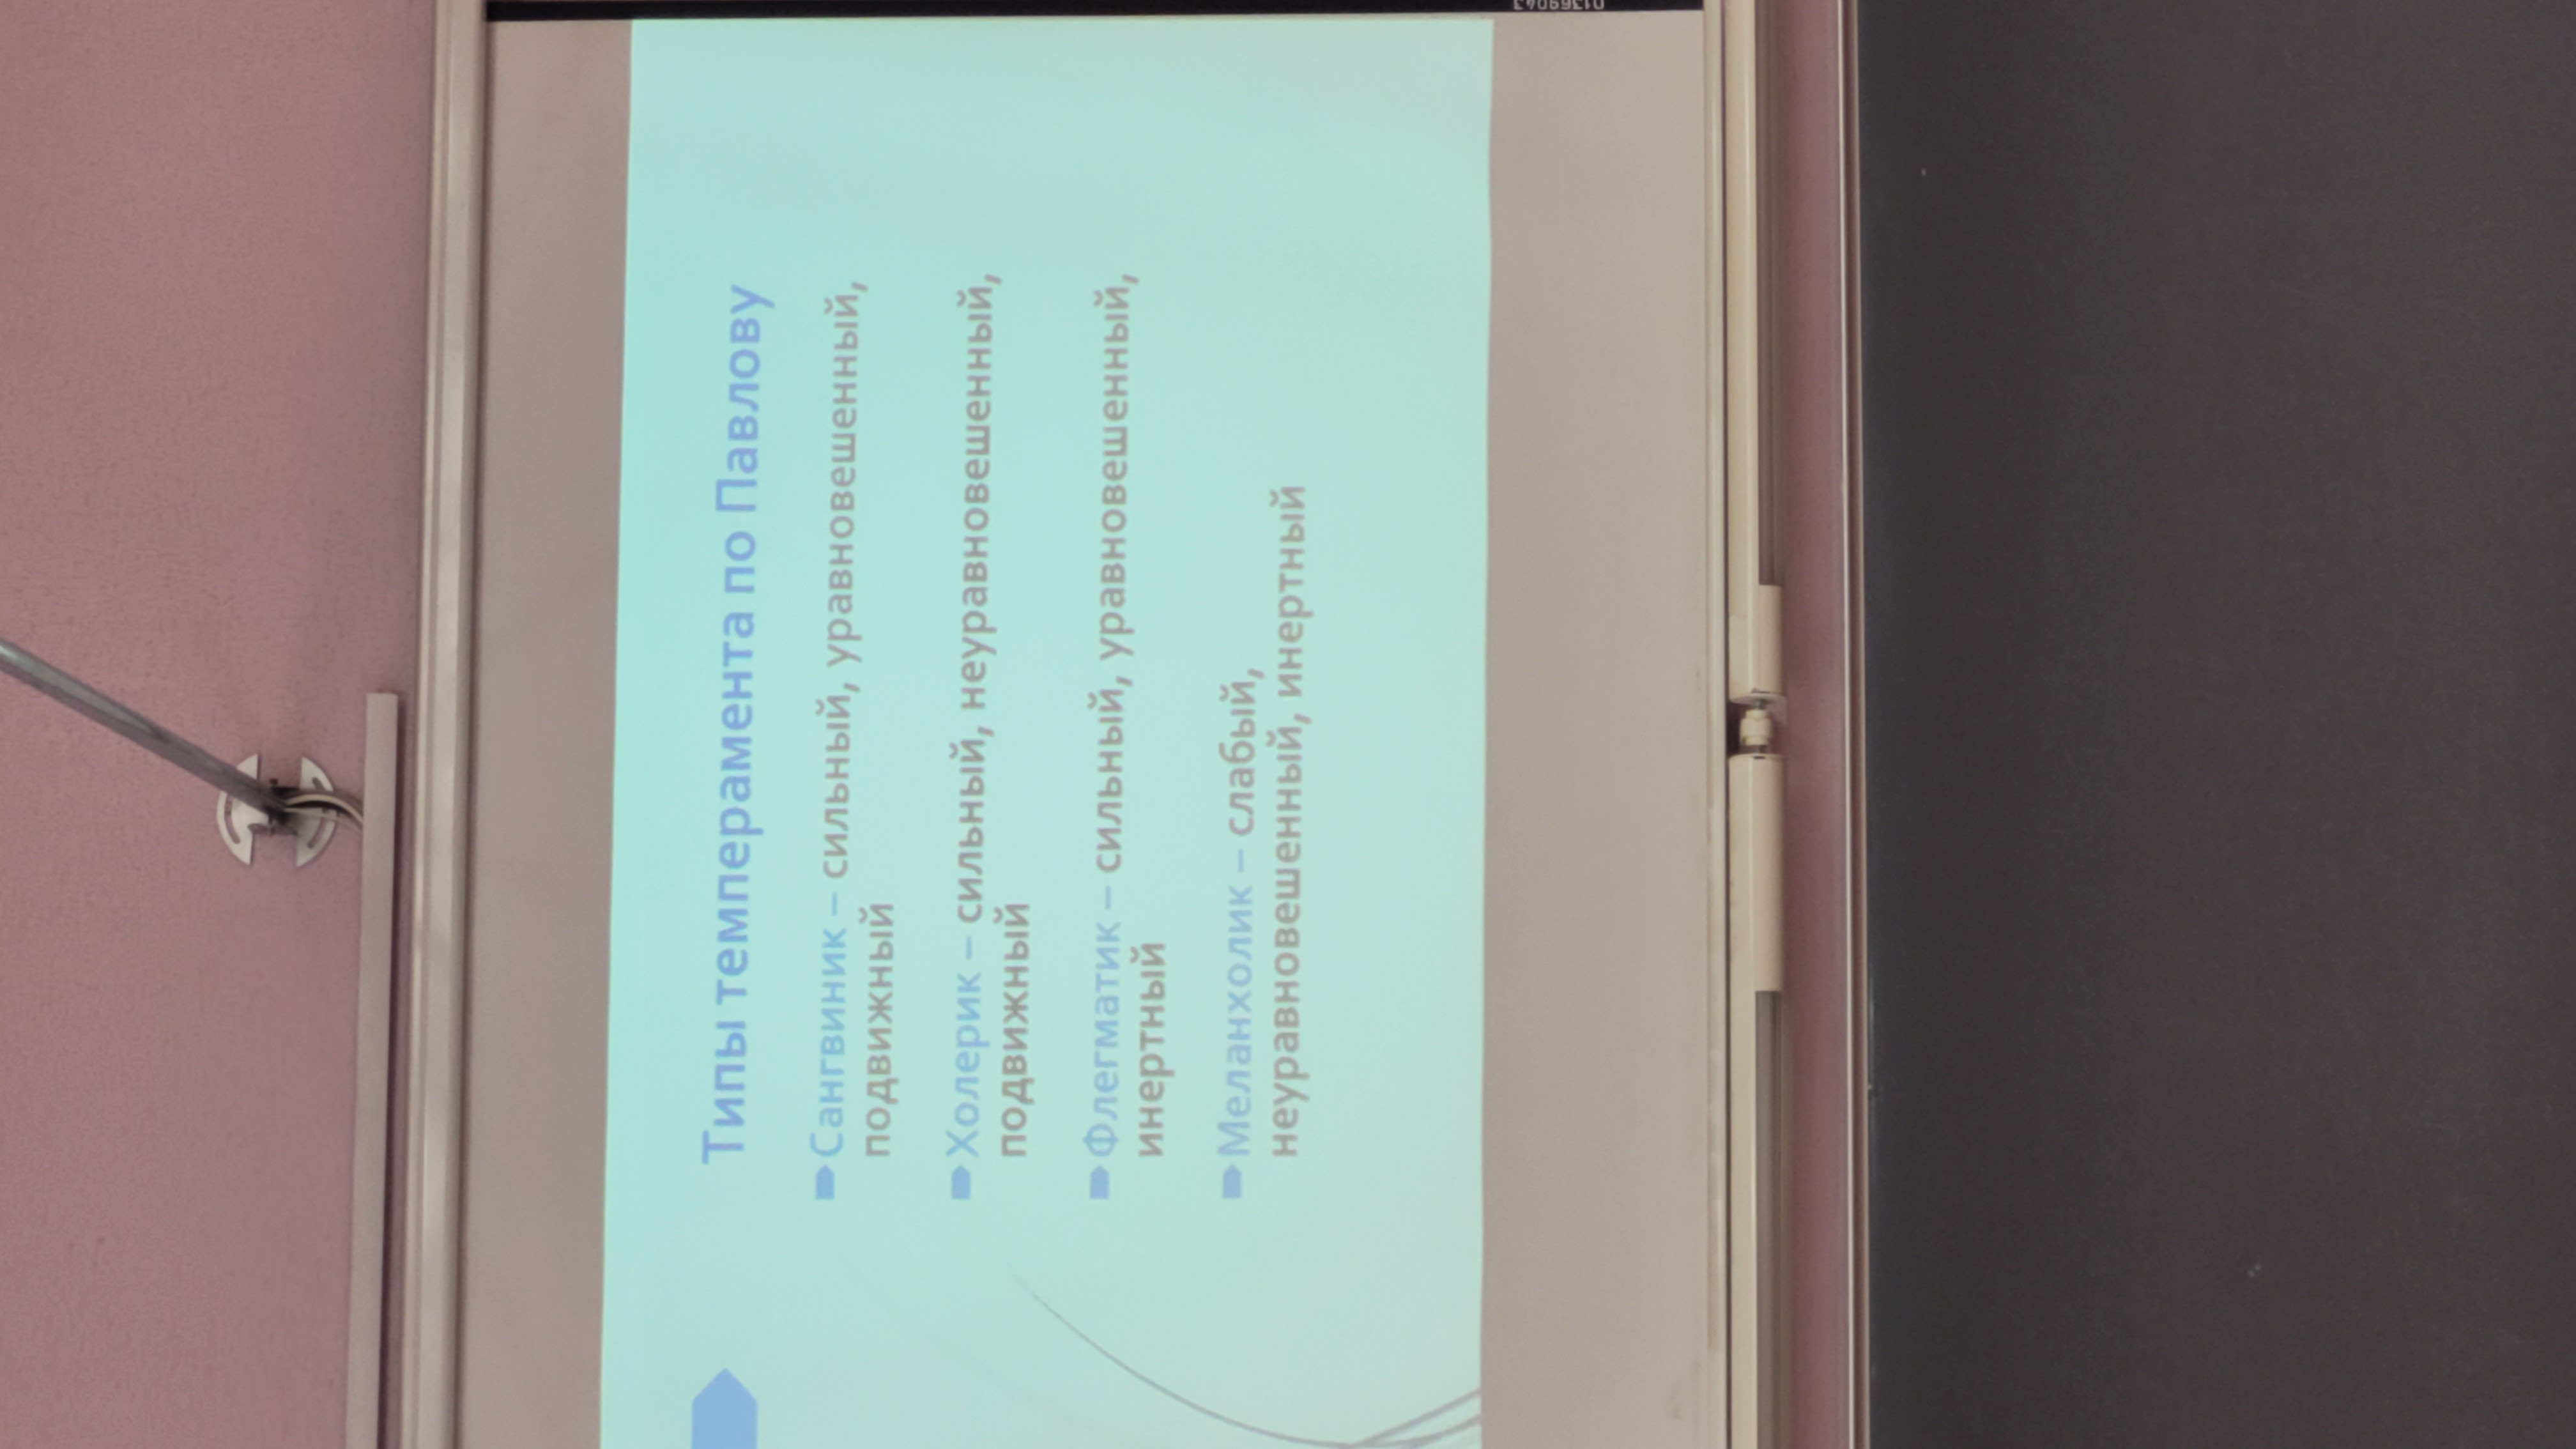 Типы темперамента по Павлову
Сангвиник – сильный, уравновешенный,
подвижный
Холерик – сильный, неуравновешенный,
подвижный
Флегматик – сильный, уравновешенный,
инертный
Меланхолик – слабый,
неуравновешенный, инертный
01369043